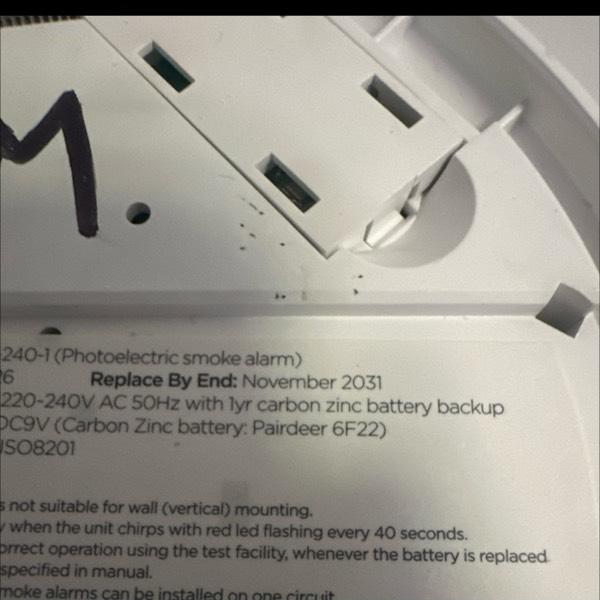 M.
240-1 (Photoelectric smoke alarm)
26 Replace By End: November 2031
220-240V AC 50Hz with 1yr carbon zinc battery backup
DC9V (Carbon Zinc battery: Pairdeer 6F22)
ISO8201
s not suitable for wall (vertical) mounting.
when the unit chirps with red led flashing every 40 seconds.
orrect operation using the test facility, whenever the battery is replaced
specified in manual.
moke alarms can be installed on one circuit